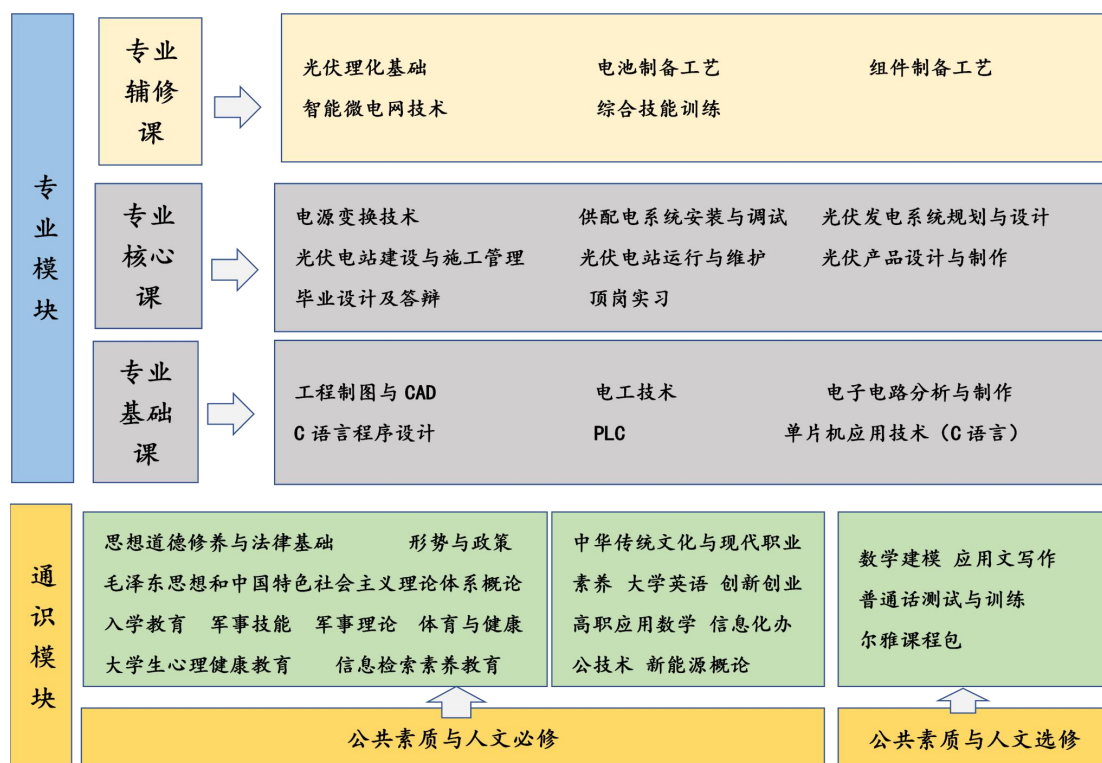 专业模块
专业辅修课
光伏理化基础 电池制备工艺 组件制备工艺
智能微电网技术 综合技能训练
专业核心课
电源变换技术 供配电系统安装与调试 光伏发电系统规划与设计
光伏电站建设与施工管理 光伏电站运行与维护 光伏产品设计与制作
毕业设计及答辩 顶岗实习
专业基础课
工程制图与 CAD 电工技术 电子电路分析与制作
C 语言程序设计 PLC 单片机应用技术（C 语言）
通识模块
思想道德修养与法律基础 形势与政策
毛泽东思想和中国特色社会主义理论体系概论
入学教育 军事技能 军事理论 体育与健康
大学生心理健康教育 信息检索素养教育
中华传统文化与现代职业
素养 大学英语 创新创业
高职应用数学 信息化办
公技术 新能源概论
数学建模 应用文写作
普通话测试与训练
尔雅课程包
公共素质与人文必修
公共素质与人文选修